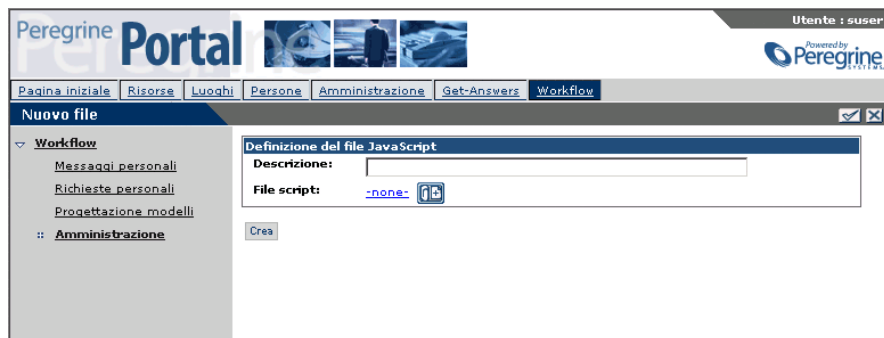 Utente : suser
Peregrine Portal
Powered by
Peregrine
SYSTEMS
Pagina iniziale Risorse Luoghi Persone Amministrazione Get-Answers Workflow
Nuovo file
Workflow
Messaggi personali
Richieste personali
Progettazione modelli
:: Amministrazione
Definizione del file JavaScript
Descrizione:
File script: -none-
Crea